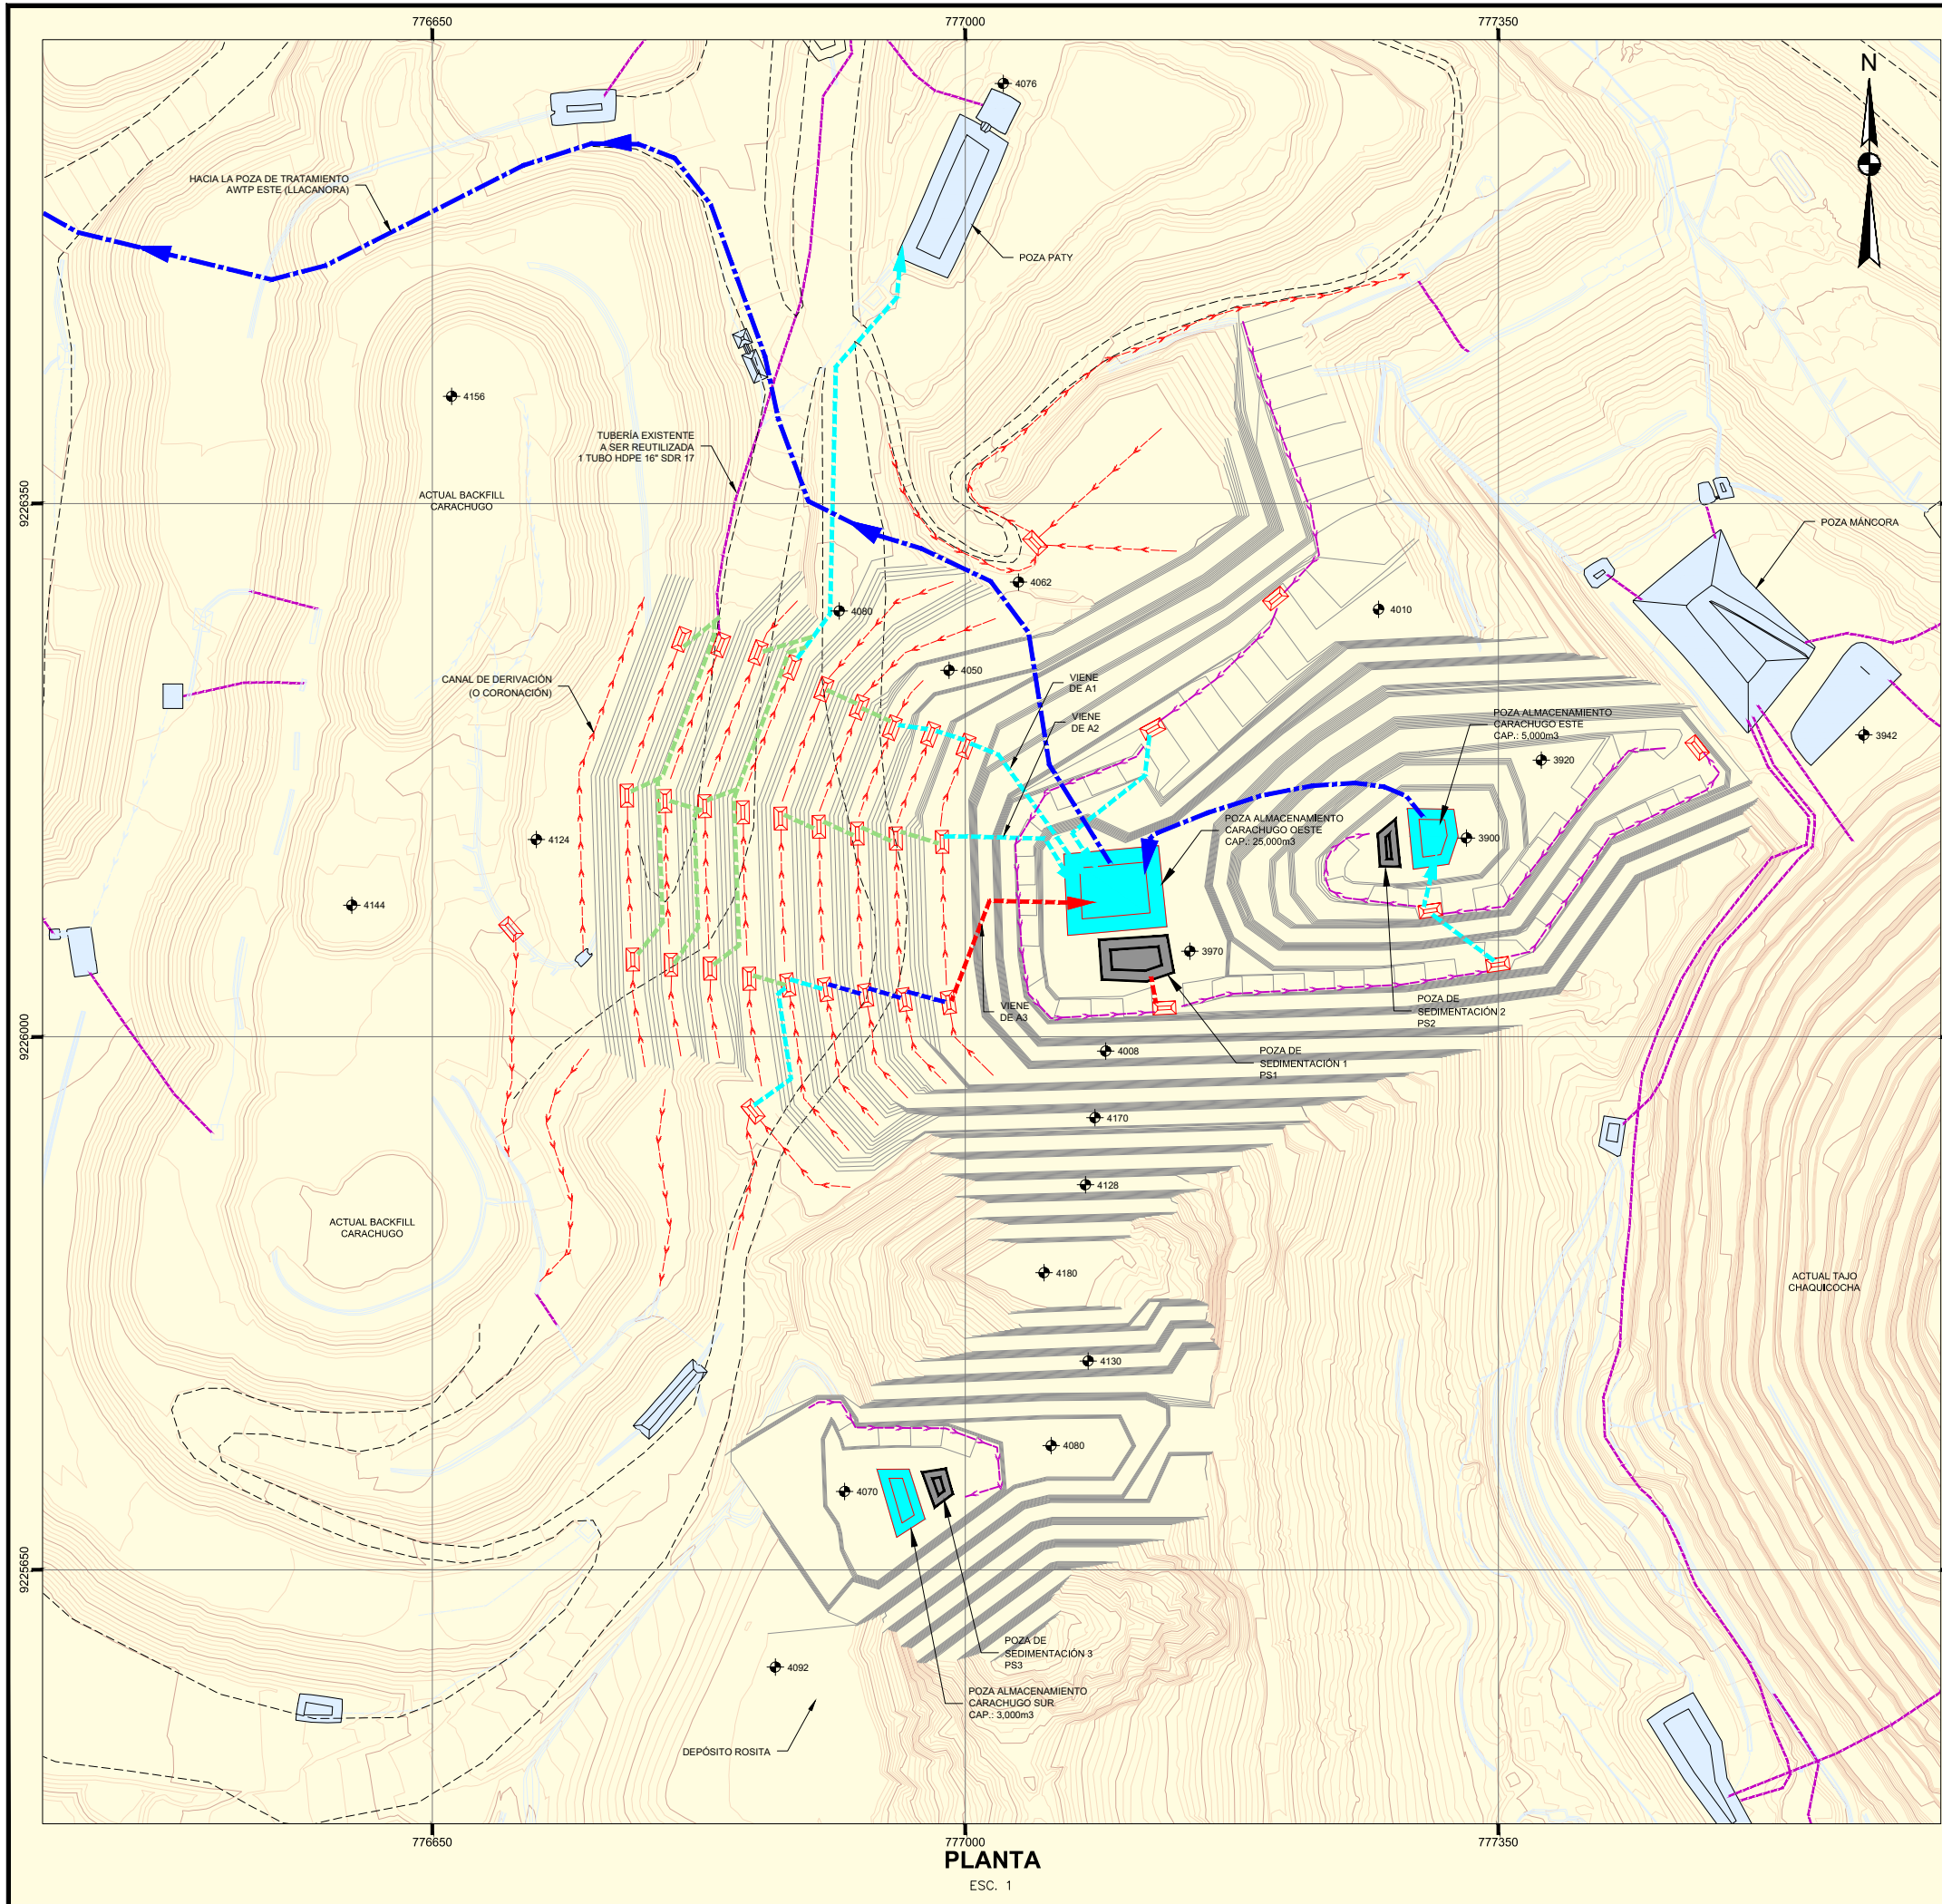 776650
777000
777350
N
4076
HACIA LA POZA DE TRATAMIENTO
AWTP ESTE (LLACANORA)
POZA PATY
4156
TUBERÍA EXISTENTE
A SER REUTILIZADA
1 TUBO HDPE 16" SDR 17
ACTUAL BACKFILL
CARACHUGO
9226350
POZA MÁNCORA
4062
4080
4010
4050
CANAL DE DERIVACIÓN
(O CORONACIÓN)
VIENE
DE A1
VIENE
DE A2
POZA ALMACENAMIENTO
CARACHUGO ESTE
CAP.: 5,000m3
3942
3920
POZA ALMACENAMIENTO
CARACHUGO OESTE
CAP.: 25,000m3
4124
3900
4144
3970
VIENE
DE A3
POZA DE
SEDIMENTACIÓN 2
PS2
9226000
4008
POZA DE
SEDIMENTACIÓN 1
PS1
4170
4128
ACTUAL BACKFILL
CARACHUGO
4180
ACTUAL TAJO
CHAQUICOCHA
4130
4080
4070
9225650
POZA DE
SEDIMENTACIÓN 3
PS3
4092
POZA ALMACENAMIENTO
CARACHUGO SUR
CAP.: 3,000m3
DEPÓSITO ROSITA
776650
777000
777350
PLANTA
ESC. 1